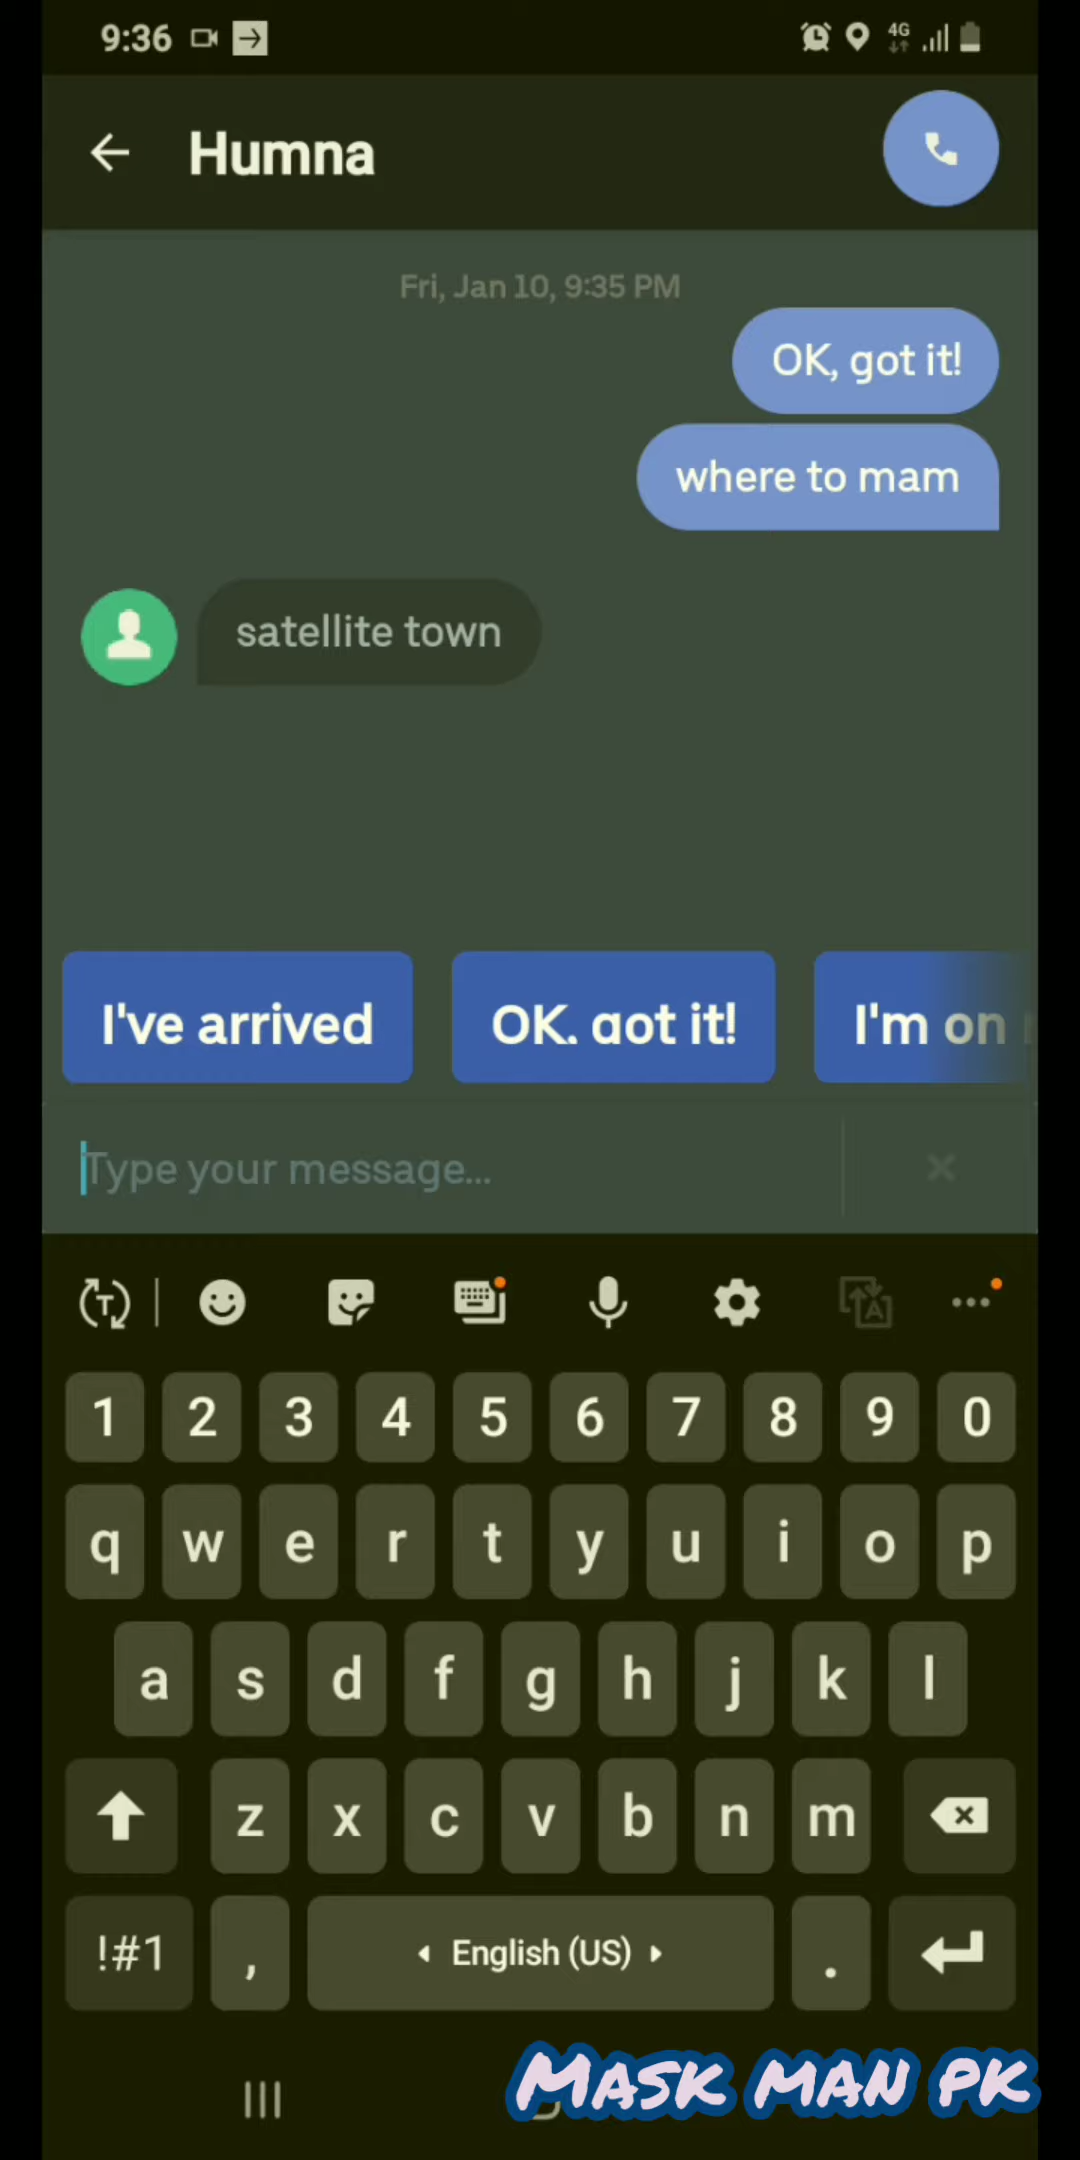 9:36
4G
Humna
Fri, Jan 10, 9:35 PM
OK, got it!
where to mam
satellite town
I've arrived
OK, got it!
I'm on
Type your message...
1 2 3 4 5 6 7 8 9 0
q w e r t y u i o p
a s d f g h j k l
z x c v b n m
!#1 , English (US) .
MASK MAN PK